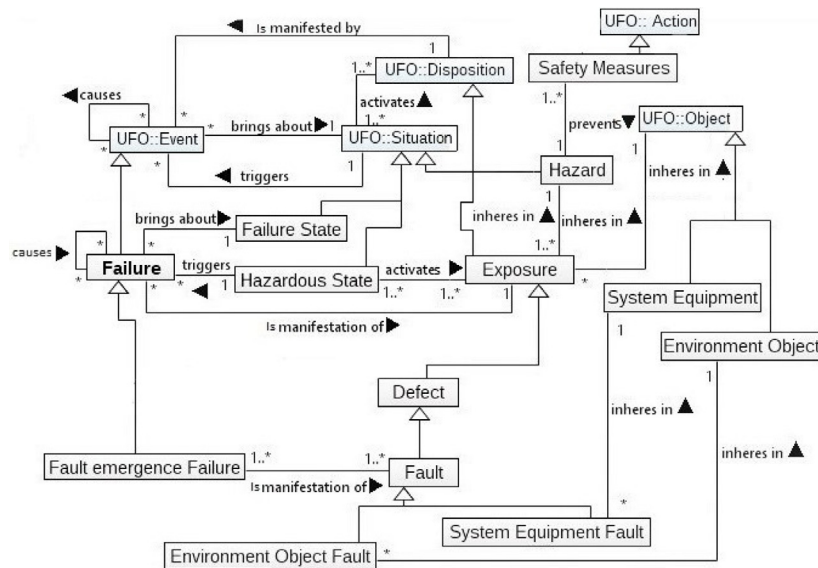 UFO:: Action
Is manifested by
1
*
1..*
UFO::Disposition
Safety Measures
causes
*
*
activates
1..*
1..*
prevents
UFO::Object
UFO::Event
*
brings about
1
UFO::Situation
1
1
*
triggers
1
Hazard
inheres in
brings about
1
*
1
Failure State
inheres in
inheres in
1..*
causes
*
*
Failure
triggers
*
1
Hazardous State
activates
1..*
1..*
Exposure
*
1
*
Is manifestation of
System Equipment
1
Environment Object
1
Defect
inheres in
inheres in
Fault emergence Failure
1..*
1..*
Fault
Is manifestation of
*
System Equipment Fault
Environment Object Fault
*